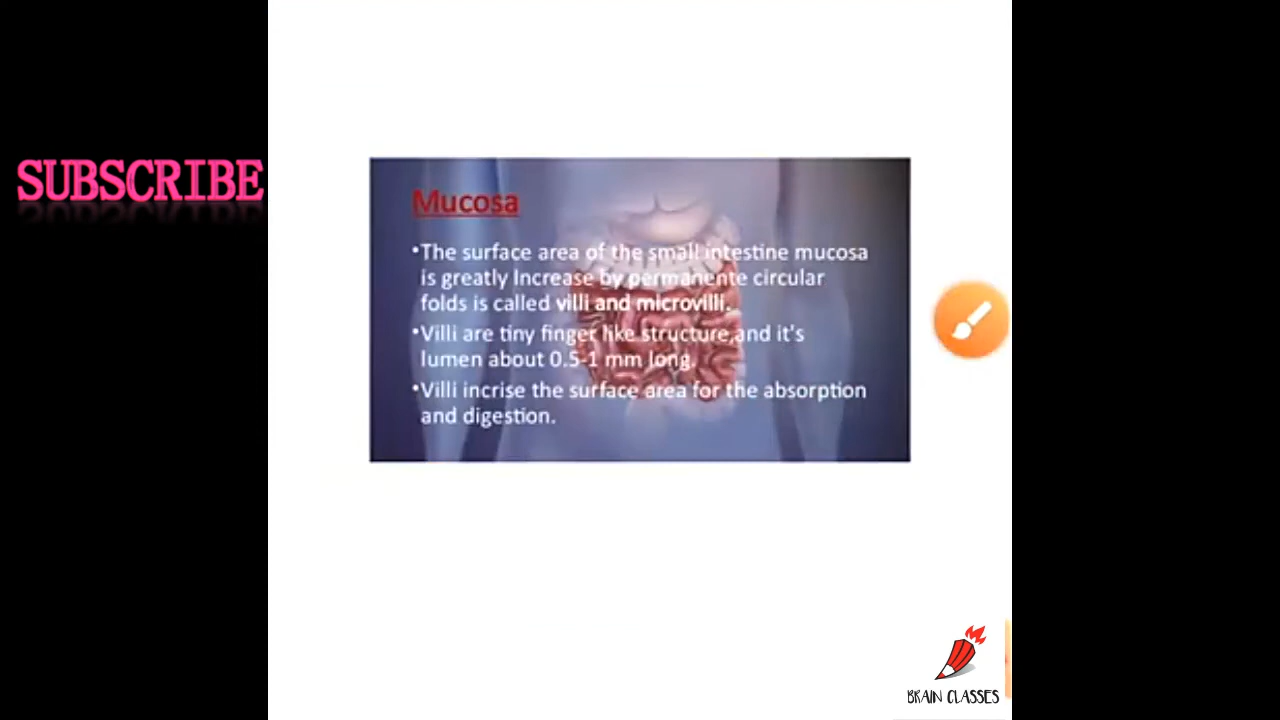 SUBSCRIBE
Mucosa
•The surface area of the small intestine mucosa
is greatly Increase by permanente circular
folds is called villi and microvilli.
•Villi are tiny finger like structure,and it's
lumen about 0.5-1 mm long.
•Villi incrise the surface area for the absorption
and digestion.
BRAIN CLASSES